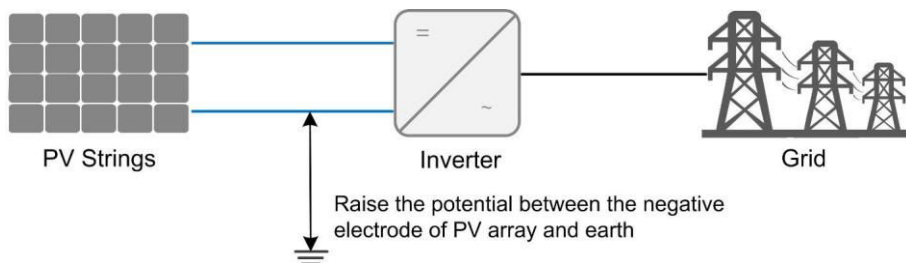 =
~
PV Strings
Inverter
Grid
Raise the potential between the negative
electrode of PV array and earth